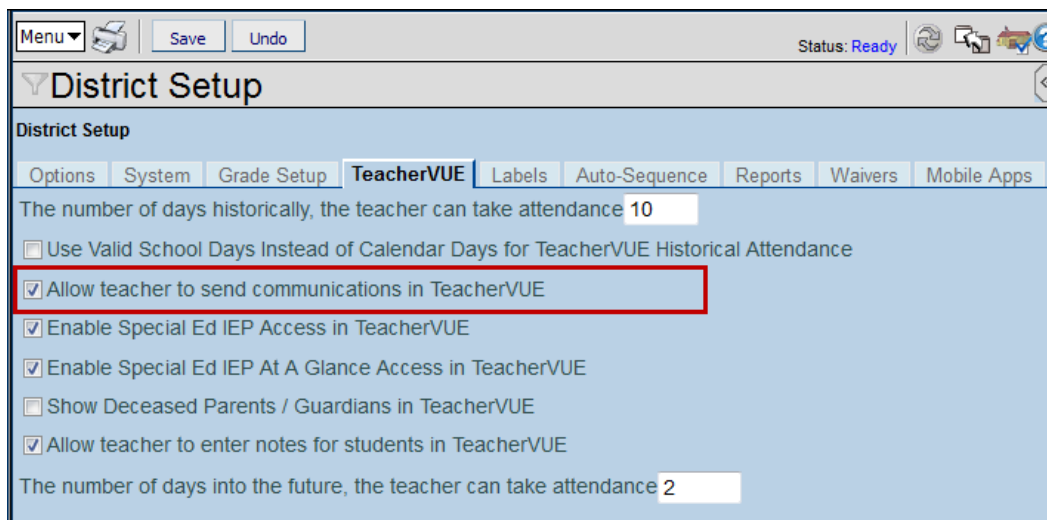 Menu Save Undo Status: Ready
District Setup
District Setup
Options System Grade Setup TeacherVUE Labels Auto-Sequence Reports Waivers Mobile Apps
The number of days historically, the teacher can take attendance 10
Use Valid School Days Instead of Calendar Days for TeacherVUE Historical Attendance
Allow teacher to send communications in TeacherVUE
Enable Special Ed IEP Access in TeacherVUE
Enable Special Ed IEP At A Glance Access in TeacherVUE
Show Deceased Parents / Guardians in TeacherVUE
Allow teacher to enter notes for students in TeacherVUE
The number of days into the future, the teacher can take attendance 2